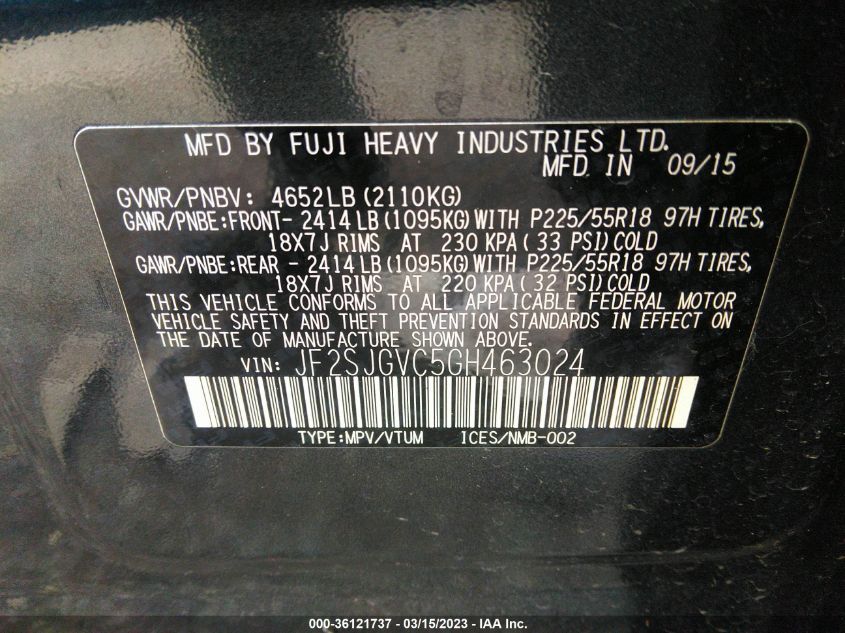 MFD BY FUJI HEAVY INDUSTRIES LTD.
MFD IN 09/15
GVWR/PNBV: 4652LB (2110KG)
GAWR/PNBE:FRONT- 2414 LB (1095KG) WITH P225/55R18 97H TIRES,
18X7J RIMS AT 230 KPA ( 33 PSI) COLD
GAWR/PNBE:REAR - 2414 LB (1095KG) WITH P225/55R18 97H TIRES,
18X7J RIMS AT 220 KPA ( 32 PSI) COLD
THIS VEHICLE CONFORMS TO ALL APPLICABLE FEDERAL MOTOR
VEHICLE SAFETY AND THEFT PREVENTION STANDARDS IN EFFECT ON
THE DATE OF MANUFACTURE SHOWN ABOVE.
VIN: JF2SJGVC5GH463024
TYPE:MPV/VTUM ICES/NMB-002
000-36121737 - 03/15/2023 - IAA Inc.